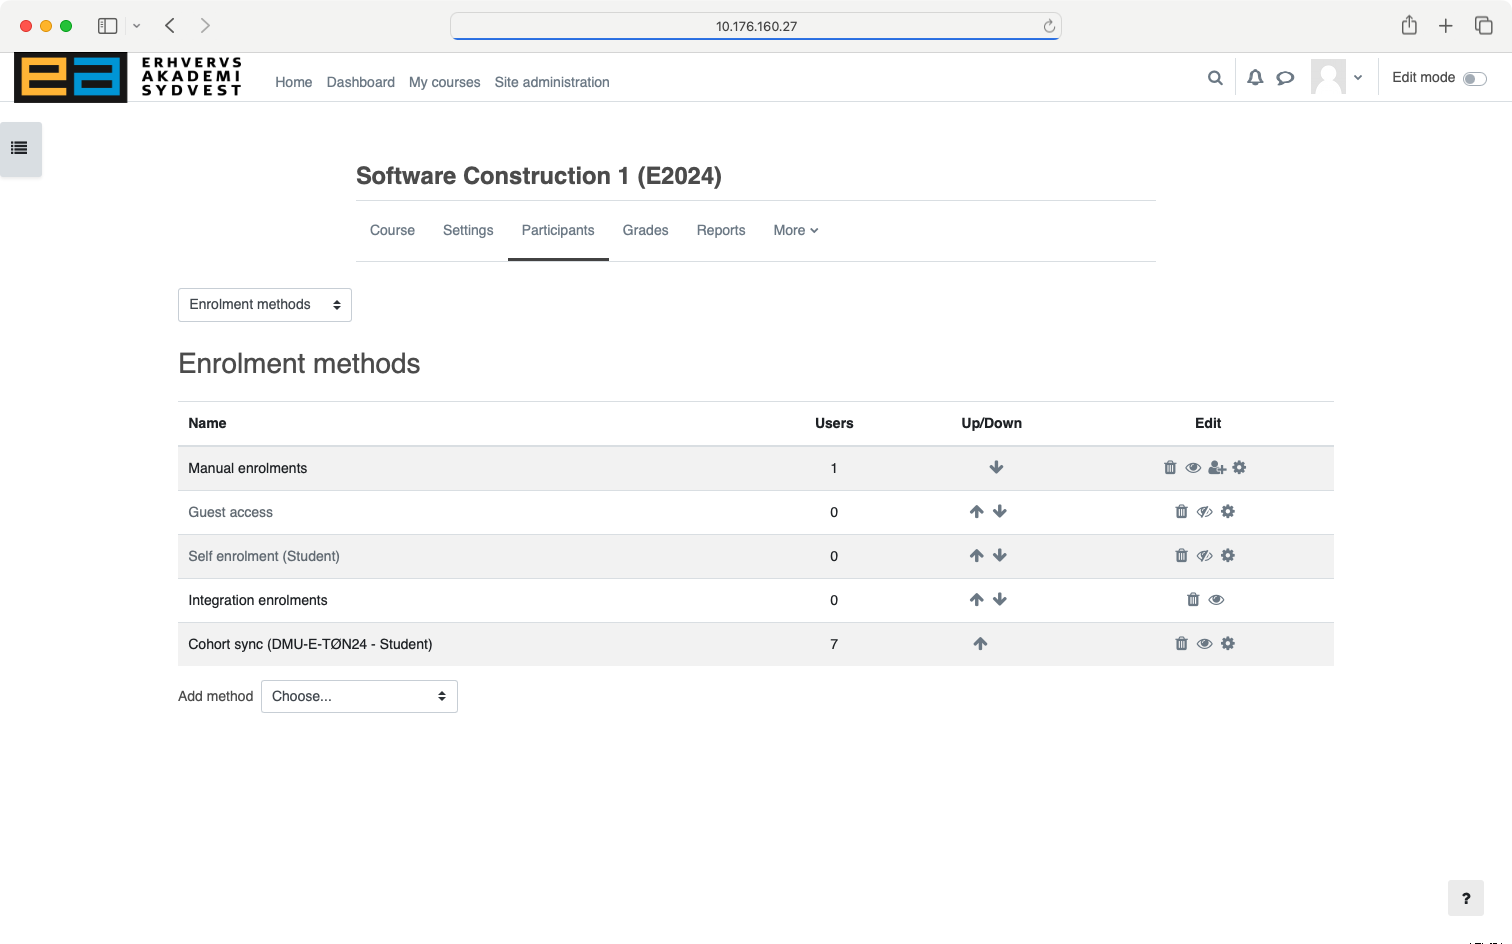 10.176.160.27
ERHVERVS
AKADEMI
SYDVEST
Home Dashboard My courses Site administration
Edit mode
Software Construction 1 (E2024)
Course Settings Participants Grades Reports More
Enrolment methods
Enrolment methods
Name Users Up/Down Edit
Manual enrolments 1
Guest access 0
Self enrolment (Student) 0
Integration enrolments 0
Cohort sync (DMU-E-TØN24 - Student) 7
Add method Choose...
?